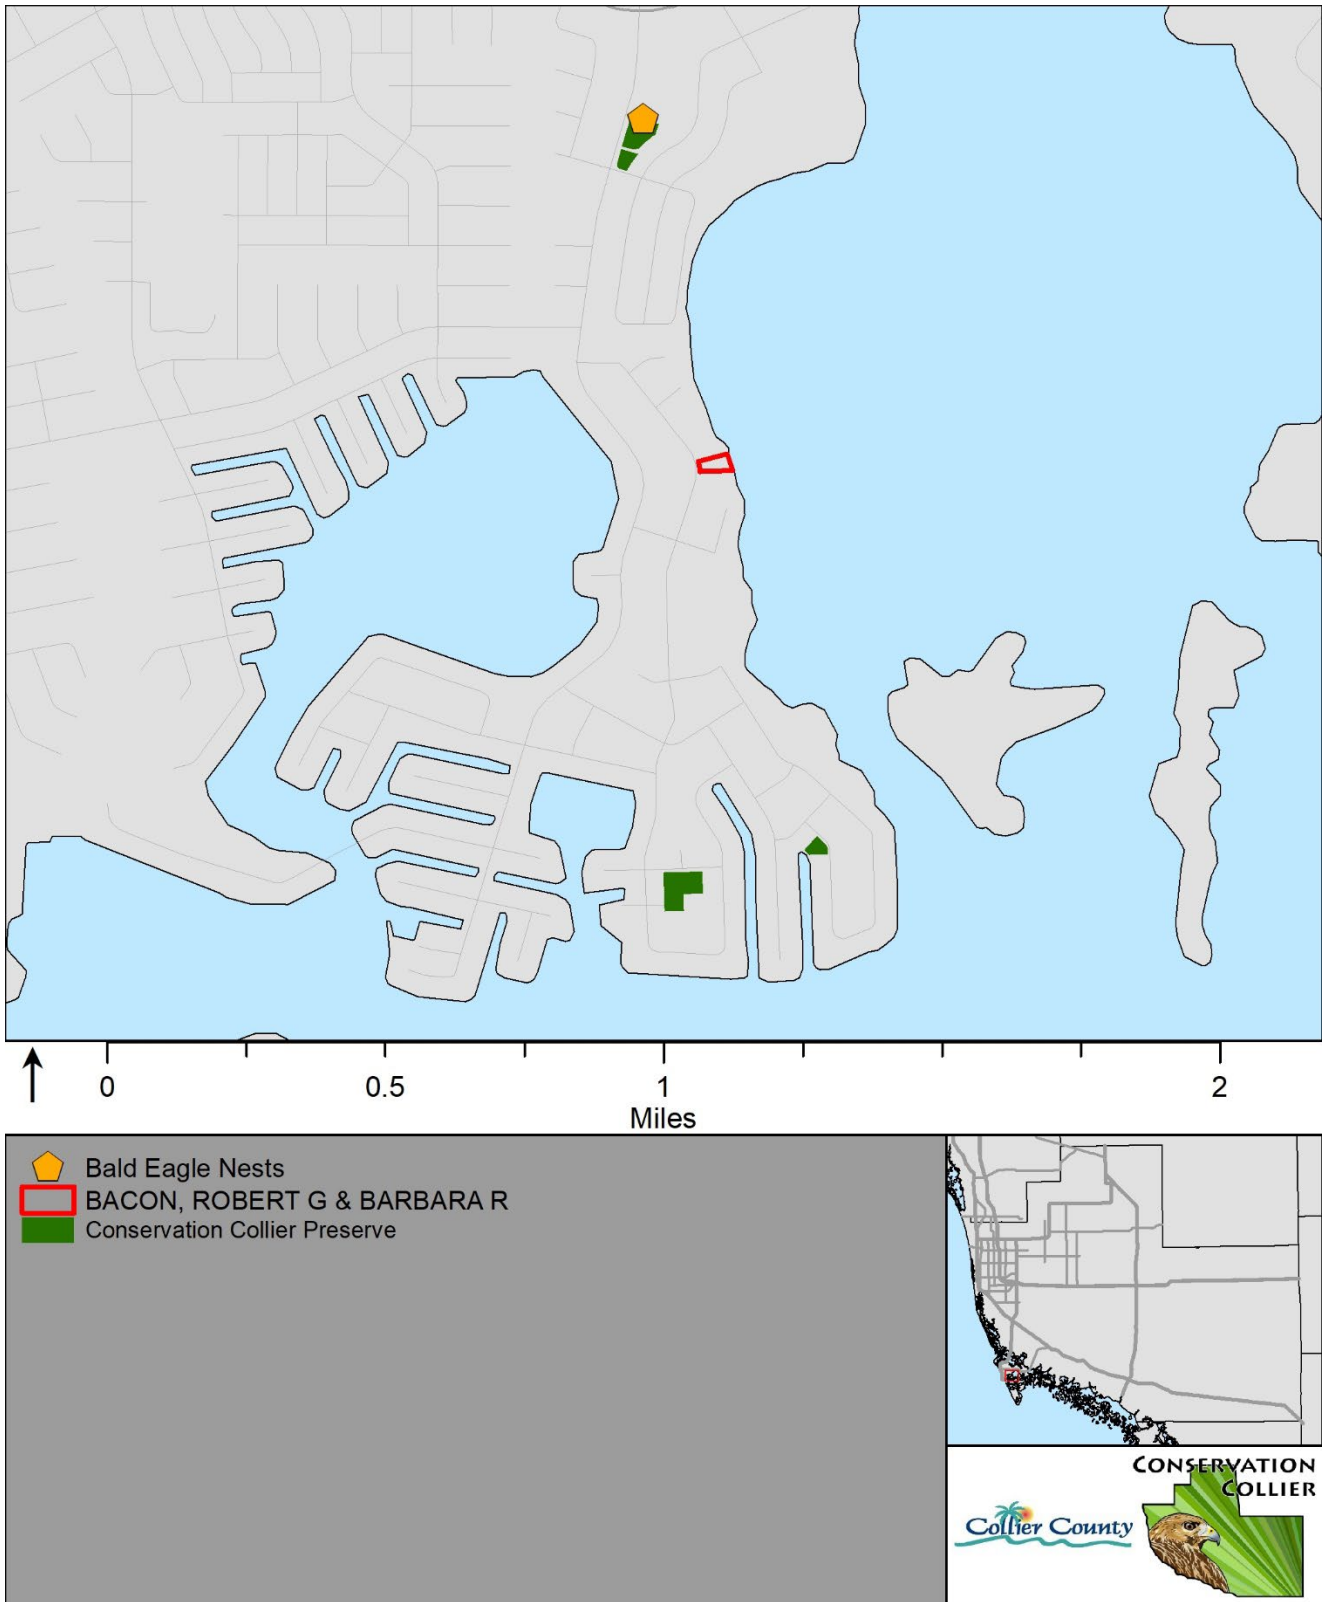 0 0.5 1 2
Miles
Bald Eagle Nests
BACON, ROBERT G & BARBARA R
Conservation Collier Preserve
CONSERVATION
COLLIER
Collier County